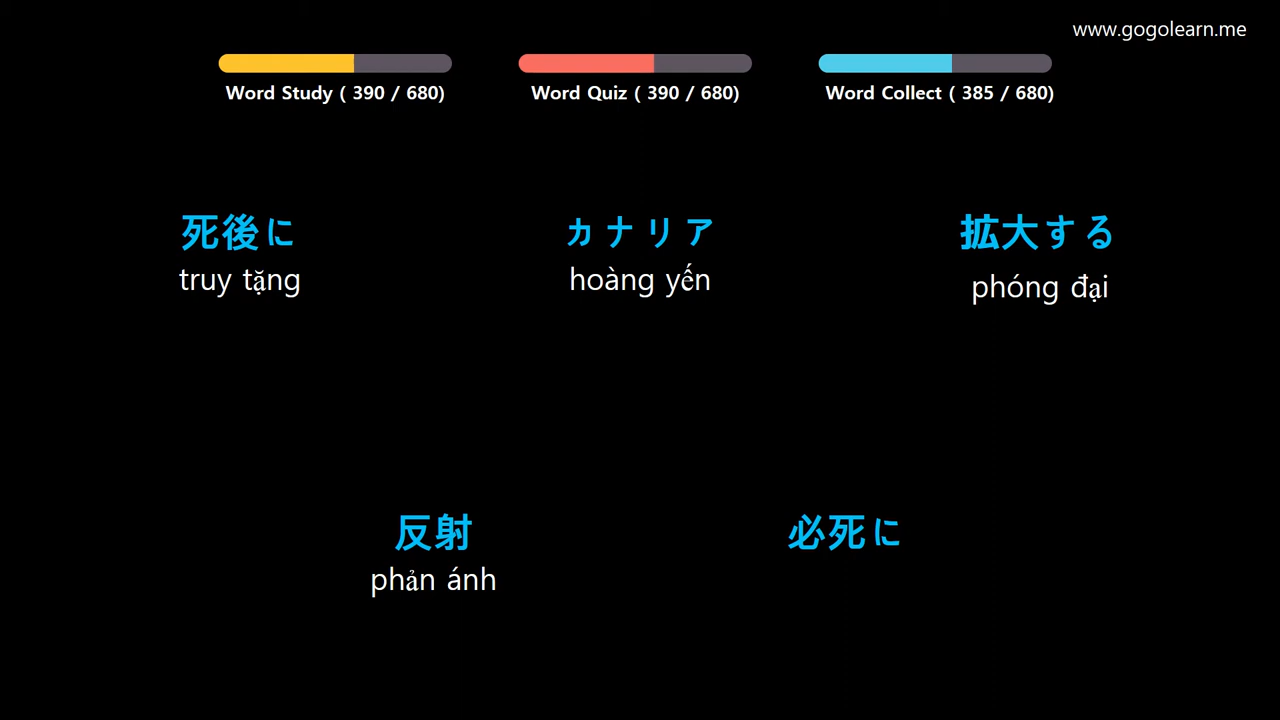 www.gogolearn.me
Word Study ( 390 / 680)
Word Quiz ( 390 / 680)
Word Collect ( 385 / 680)
死後に
truy tặng
カナリア
hoàng yến
拡大する
phóng đại
反射
phản ánh
必死に